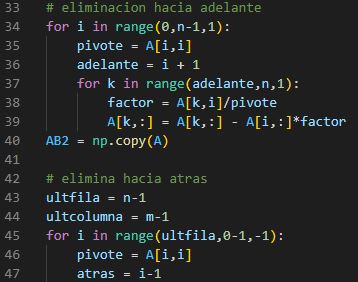 33 # eliminacion hacia adelante
34 for i in range(0,n-1,1):
35 pivote = A[i,i]
36 adelante = i + 1
37 for k in range(adelante,n,1):
38 factor = A[k,i]/pivote
39 A[k,:] = A[k,:] - A[i,:]*factor
40 AB2 = np.copy(A)
41
42 # elimina hacia atras
43 ultfila = n-1
44 ultcolumna = m-1
45 for i in range(ultfila,0-1,-1):
46 pivote = A[i,i]
47 atras = i-1